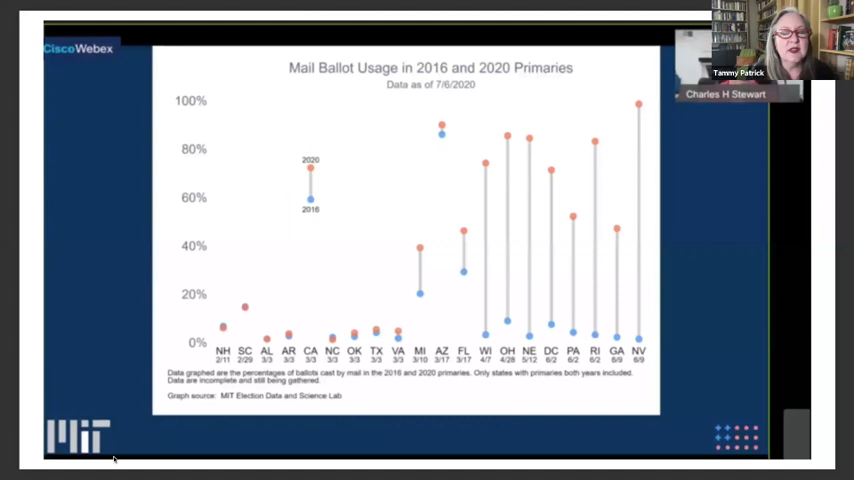 CiscoWebex
Tammy Patrick
Charles H Stewart
Mail Ballot Usage in 2016 and 2020 Primaries
Data as of 7/6/2020
100%
80%
60%
40%
20%
0%
2020
2016
NH SC AL AR CA NC OK TX VA MI AZ FL WI OH NE DC PA RI GA NV
2/11 2/29 3/3 3/3 3/3 3/3 3/3 3/3 3/3 3/10 3/17 3/17 4/7 4/28 5/12 6/2 6/2 6/2 6/9 6/9
Data graphed are the percentages of ballots cast by mail in the 2016 and 2020 primaries. Only states with primaries both years included.
Data are incomplete and still being gathered.
Graph source: MIT Election Data and Science Lab
MIT